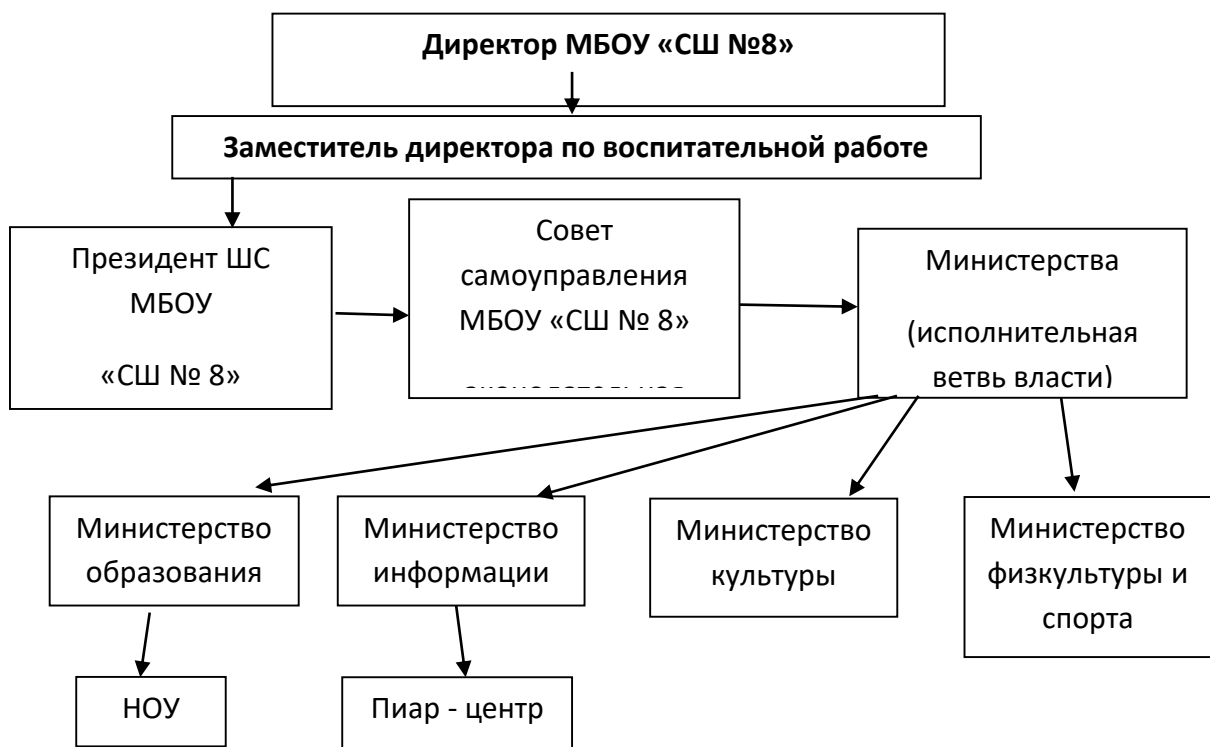 Директор МБОУ «СШ №8»
Заместитель директора по воспитательной работе
Президент ШС
МБОУ
«СШ № 8»
Совет
самоуправления
МБОУ «СШ № 8»
Министерства
(исполнительная
ветвь власти)
Министерство
образования
Министерство
информации
Министерство
культуры
Министерство
физкультуры и
спорта
НОУ
Пиар - центр